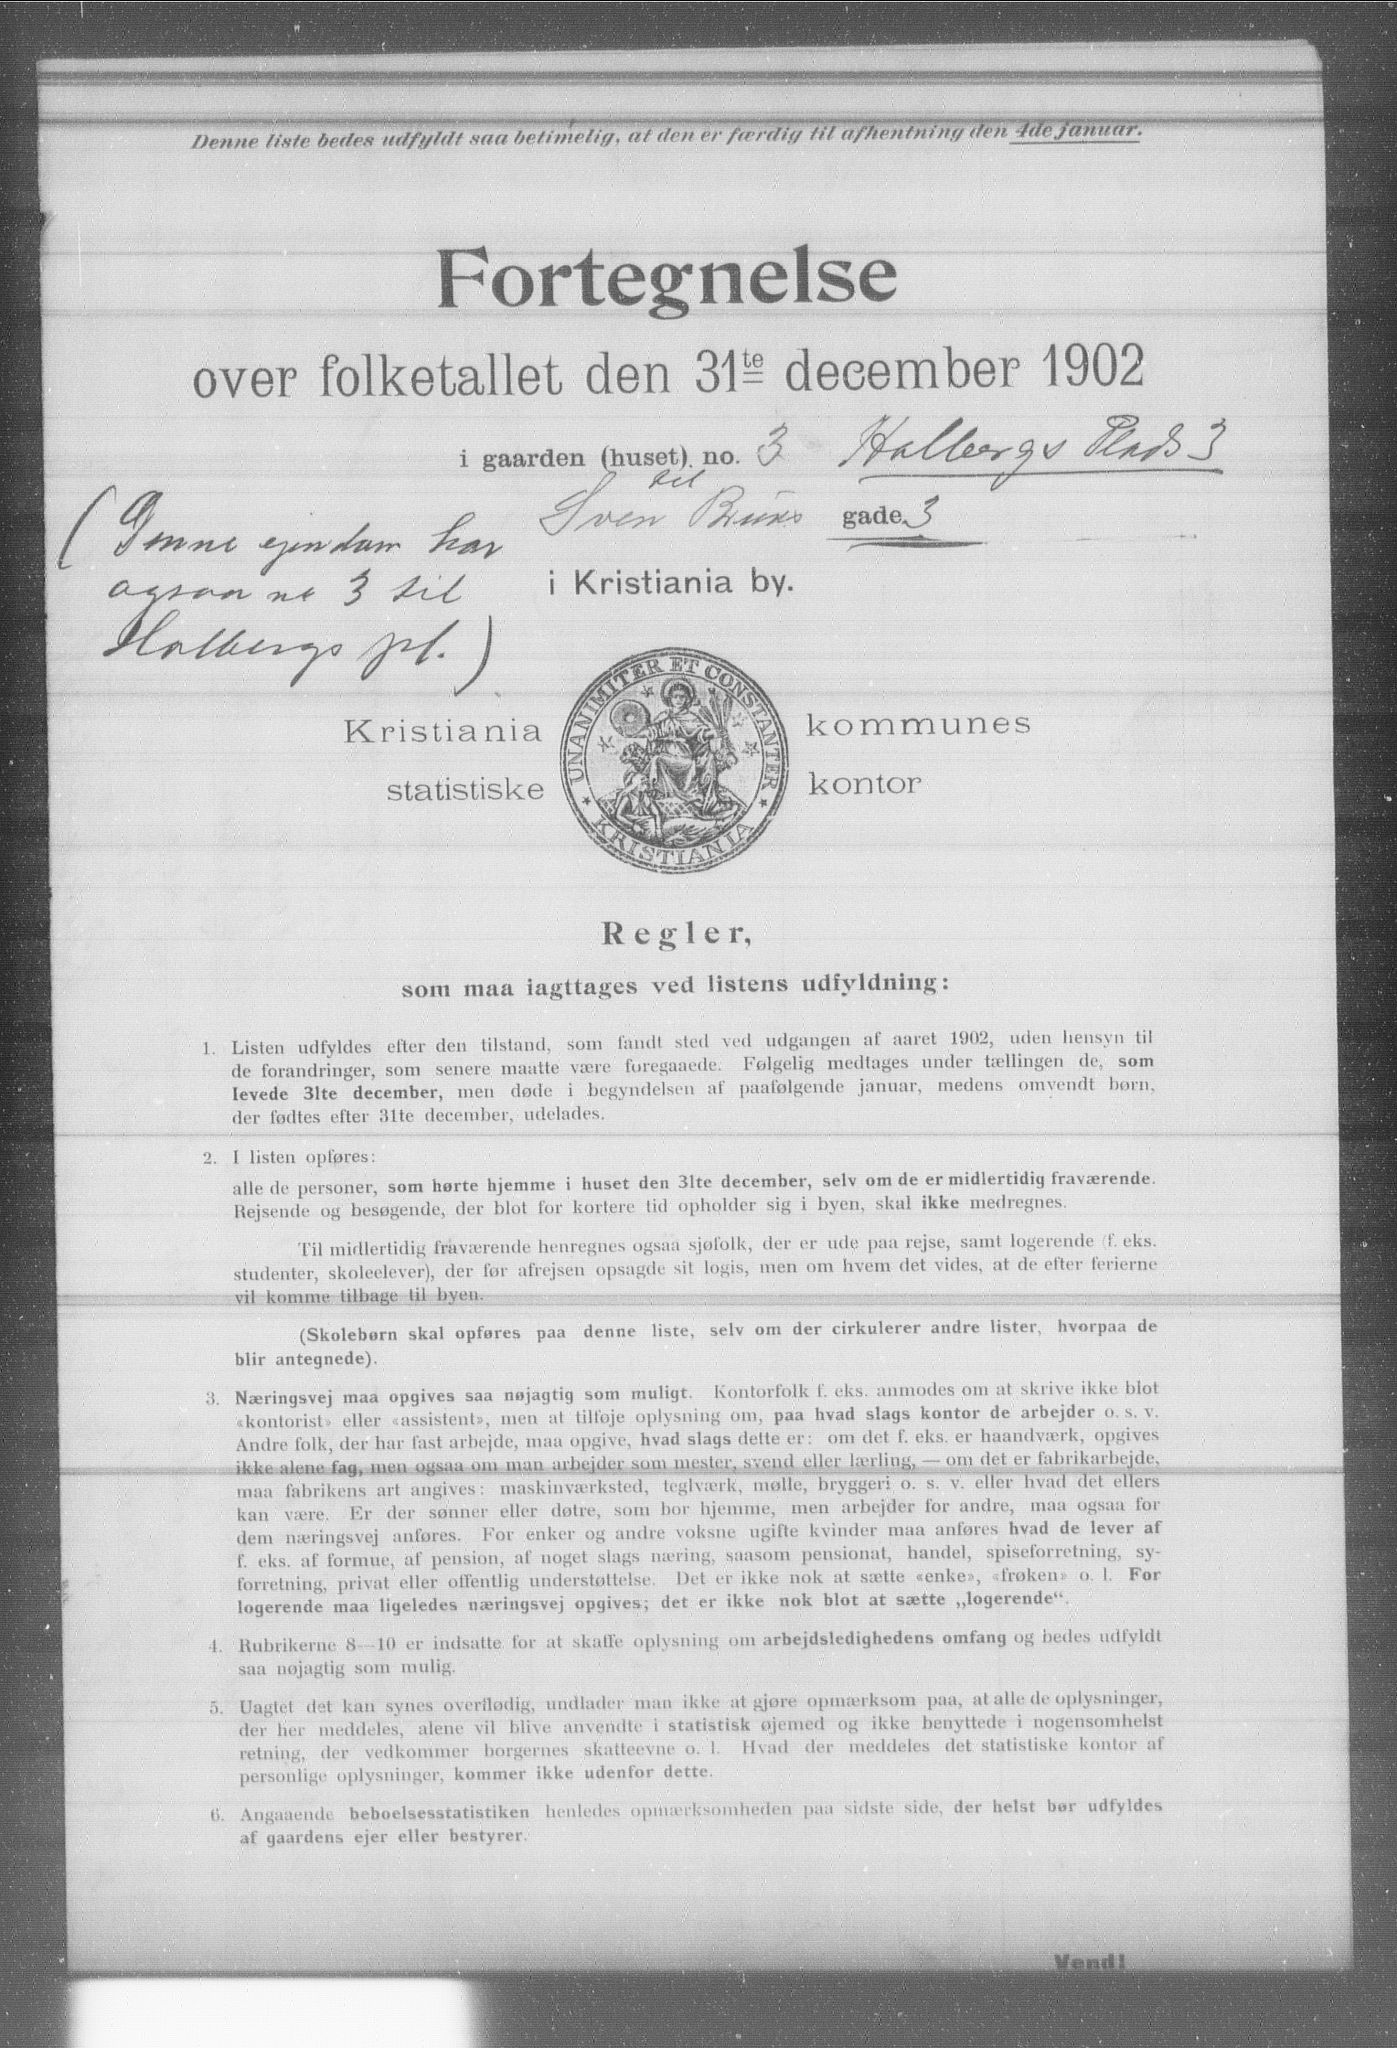 Denne liste bedes udfyldt saa betimelig, at den er færdig til afhentning den 4de januar.
Fortegnelse
over folketallet den 31te december 1902
i gaarden (huset) no. 3 Holbergs Plads 3
til
Sven Bruns gade 3
(Denne ejendom har
ogsaa no 3 til
Holbergs pl.)
i Kristiania by.
UNANIMITER ET CONSTANTER
KRISTIANIA
Kristiania kommunes
statistiske kontor
Regler,
som maa iagttages ved listens udfyldning:
1. Listen udfyldes efter den tilstand, som fandt sted ved udgangen af aaret 1902, uden hensyn til
de forandringer, som senere maatte være foregaaede. Følgelig medtages under tællingen de, som
levede 31te december, men døde i begyndelsen af paafølgende januar, medens omvendt børn,
der fødtes efter 31te december, udelades.
2. I listen opføres:
alle de personer, som hørte hjemme i huset den 31te december, selv om de er midlertidig fraværende.
Rejsende og besøgende, der blot for kortere tid opholder sig i byen, skal ikke medregnes.
Til midlertidig fraværende henregnes ogsaa sjøfolk, der er ude paa rejse, samt logerende (f. eks.
studenter, skoleelever), der før afrejsen opsagde sit logis, men om hvem det vides, at de efter ferierne
vil komme tilbage til byen.
(Skolebørn skal opføres paa denne liste, selv om der cirkulerer andre lister, hvorpaa de
blir antegnede).
3. Næringsvej maa opgives saa nøjagtig som muligt. Kontorfolk f. eks. anmodes om at skrive ikke blot
«kontorist» eller «assistent», men at tilføje oplysning om, paa hvad slags kontor de arbejder o. s. v.
Andre folk, der har fast arbejde, maa opgive, hvad slags dette er: om det f. eks. er haandværk, opgives
ikke alene fag, men ogsaa om man arbejder som mester, svend eller lærling, — om det er fabrikarbejde,
maa fabrikens art angives: maskinværksted, teglværk, mølle, bryggeri o. s. v. eller hvad det ellers
kan være. Er der sønner eller døtre, som bor hjemme, men arbejder for andre, maa ogsaa for
dem næringsvej anføres. For enker og andre voksne ugifte kvinder maa anføres hvad de lever af
f. eks. af formue, af pension, af noget slags næring, saasom pensionat, handel, spiseforretning, sy-
forretning, privat eller offentlig understøttelse. Det er ikke nok at sætte «enke», «frøken» o. l. For
logerende maa ligeledes næringsvej opgives; det er ikke nok blot at sætte „logerende“.
4. Rubrikerne 8—10 er indsatte for at skaffe oplysning om arbejdsledighedens omfang og bedes udfyldt
saa nøjagtig som mulig.
5. Uagtet det kan synes overflødig, undlader man ikke at gjøre opmærksom paa, at alle de oplysninger,
der her meddeles, alene vil blive anvendte i statistisk øjemed og ikke benyttede i nogensomhelst
retning, der vedkommer borgernes skatteevne o. l. Hvad der meddeles det statistiske kontor af
personlige oplysninger, kommer ikke udenfor dette.
6. Angaaende beboelsesstatistiken henledes opmærksomheden paa sidste side, der helst bør udfyldes
af gaardens ejer eller bestyrer.
Vend!